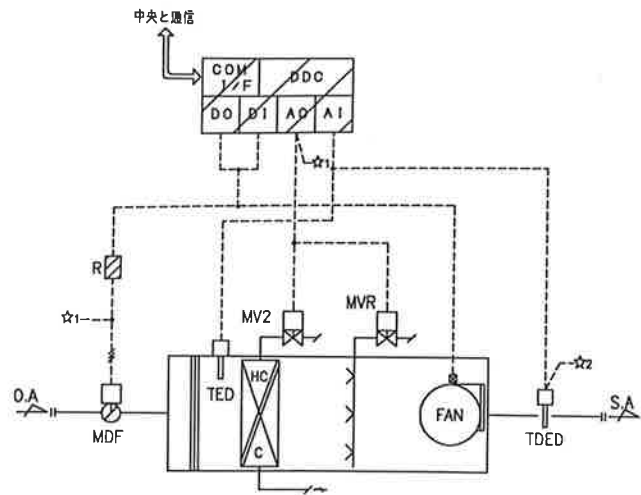 中央と通信
COM
I/F
DDC
DO
DI
AO
AI
☆1
R
☆1
MV2
MVR
☆2
O.A
MDF
TED
HC
C
FAN
TDED
S.A